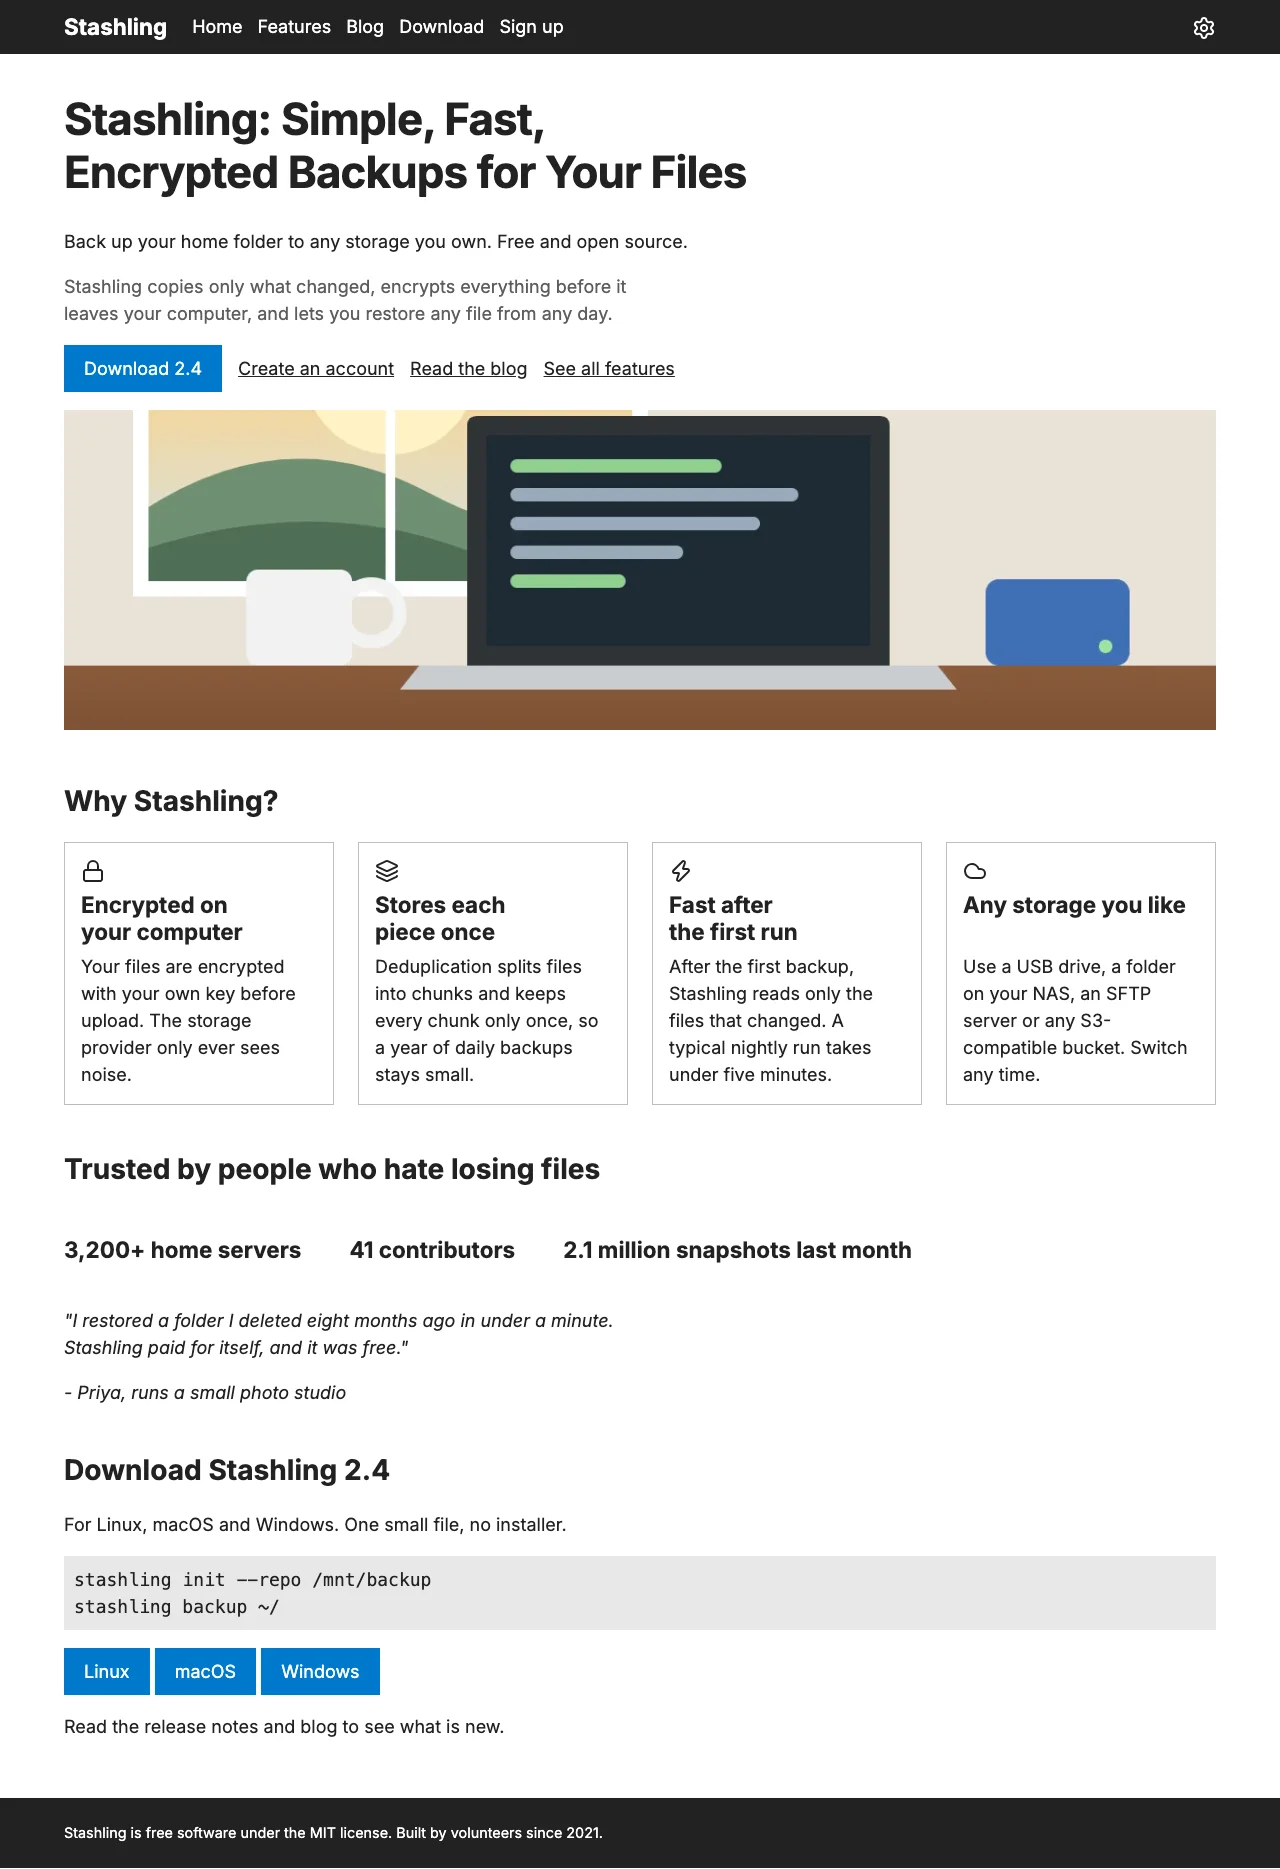 Stashling Home Features Blog Download Sign up
Stashling: Simple, Fast,
Encrypted Backups for Your Files
Back up your home folder to any storage you own. Free and open source.
Stashling copies only what changed, encrypts everything before it
leaves your computer, and lets you restore any file from any day.
Download 2.4 Create an account Read the blog See all features
Why Stashling?
Encrypted on
your computer
Your files are encrypted
with your own key before
upload. The storage
provider only ever sees
noise.
Stores each
piece once
Deduplication splits files
into chunks and keeps
every chunk only once, so
a year of daily backups
stays small.
Fast after
the first run
After the first backup,
Stashling reads only the
files that changed. A
typical nightly run takes
under five minutes.
Any storage you like
Use a USB drive, a folder
on your NAS, an SFTP
server or any S3-
compatible bucket. Switch
any time.
Trusted by people who hate losing files
3,200+ home servers 41 contributors 2.1 million snapshots last month
"I restored a folder I deleted eight months ago in under a minute.
Stashling paid for itself, and it was free."
- Priya, runs a small photo studio
Download Stashling 2.4
For Linux, macOS and Windows. One small file, no installer.
stashling init --repo /mnt/backup
stashling backup ~/
Linux macOS Windows
Read the release notes and blog to see what is new.
Stashling is free software under the MIT license. Built by volunteers since 2021.